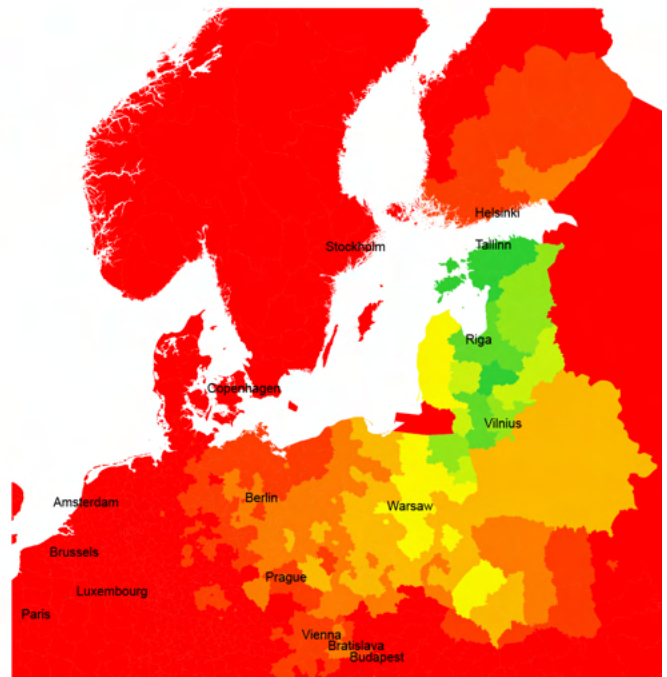 Helsinki
Stockholm
Tallinn
Riga
Copenhagen
Vilnius
Berlin
Amsterdam
Warsaw
Brussels
Prague
Luxembourg
Paris
Vienna
Bratislava
Budapest